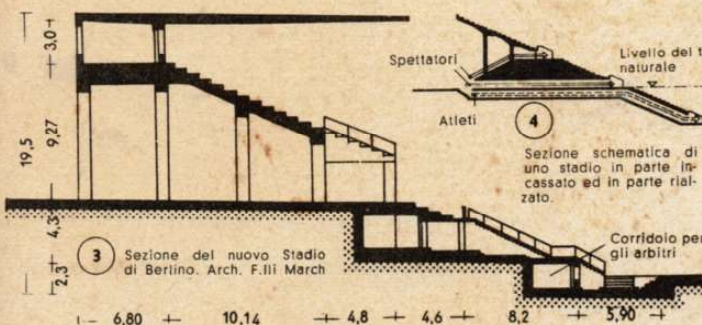 19,5
3,0
9,27
4,3
2,3
Spettatori
Livello del
naturale
Atleti
4
Sezione schematica di
uno stadio in parte in-
cassato ed in parte rial-
zato.
3
Sezione del nuovo Stadio
di Berlino. Arch. F.lli March
Corridoio per
gli arbitri
6,80
10,14
4,8
4,6
8,2
5,90